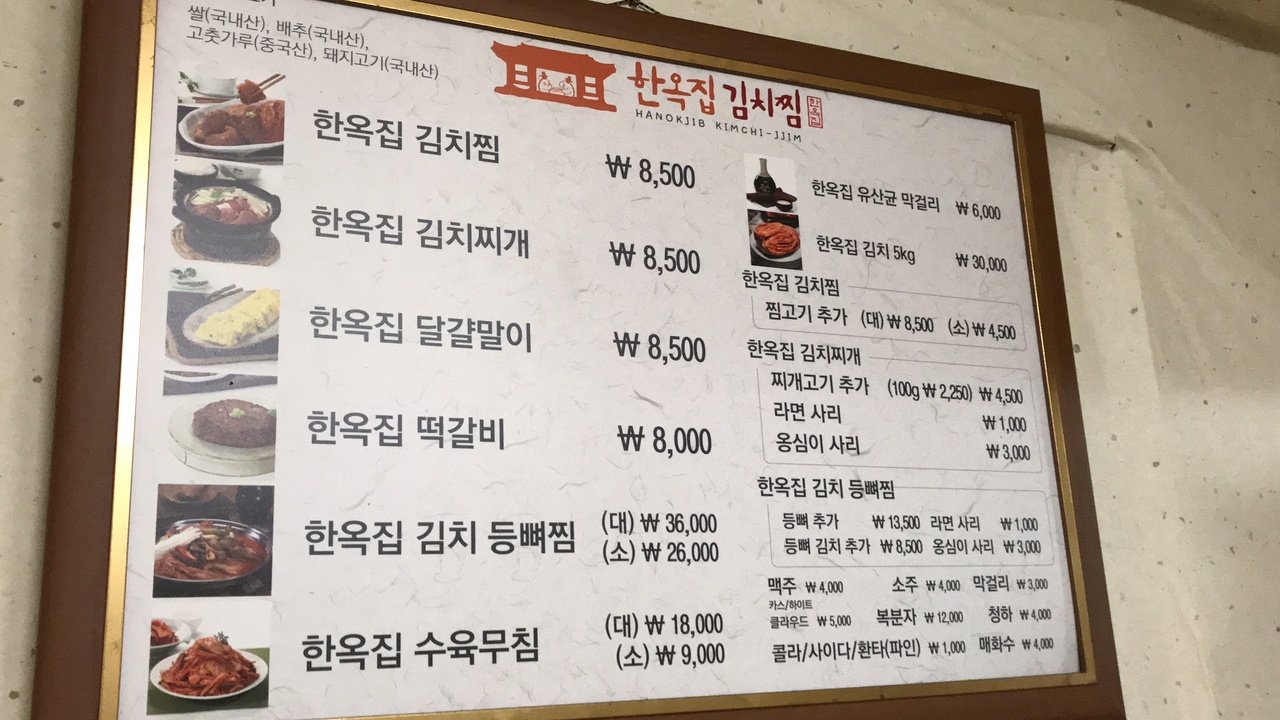 쌀(국내산), 배추(국내산),
고춧가루(중국산), 돼지고기(국내산)
한옥집 김치찜
HANOKJIB KIMCHI-JJIM
한옥집
한옥집 김치찜 ₩ 8,500
한옥집 김치찌개 ₩ 8,500
한옥집 달걀말이 ₩ 8,500
한옥집 떡갈비 ₩ 8,000
한옥집 김치 등뼈찜 (대) ₩ 36,000
(소) ₩ 26,000
한옥집 수육무침 (대) ₩ 18,000
(소) ₩ 9,000
한옥집 유산균 막걸리 ₩ 6,000
한옥집 김치 5kg ₩ 30,000
한옥집 김치찜
찜고기 추가 (대) ₩ 8,500 (소) ₩ 4,500
한옥집 김치찌개
찌개고기 추가 (100g ₩ 2,250) ₩ 4,500
라면 사리 ₩ 1,000
옹심이 사리 ₩ 3,000
한옥집 김치 등뼈찜
등뼈 추가 ₩ 13,500 라면 사리 ₩ 1,000
등뼈 김치 추가 ₩ 8,500 옹심이 사리 ₩ 3,000
맥주 ₩ 4,000 소주 ₩ 4,000 막걸리 ₩ 3,000
카스/하이트
클라우드 ₩ 5,000 복분자 ₩ 12,000 청하 ₩ 4,000
콜라/사이다/환타(파인) ₩ 1,000 매화수 ₩ 4,000